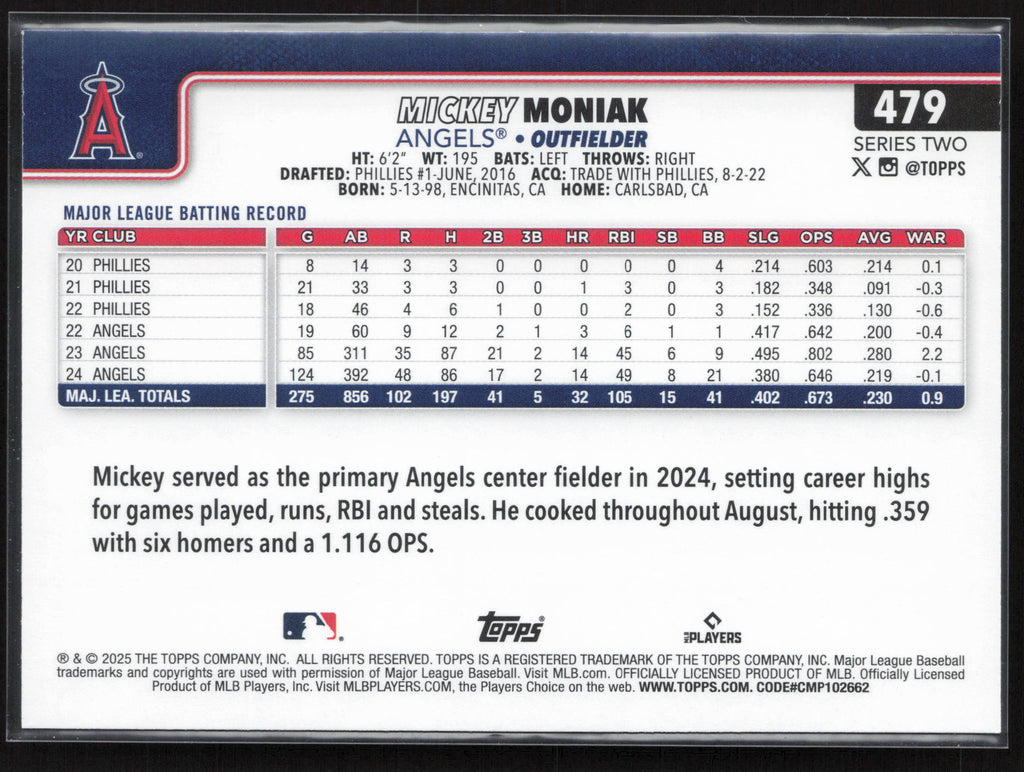 A
MICKEY MONIAK
479
ANGELS® • OUTFIELDER
SERIES TWO
HT: 6'2" WT: 195 BATS: LEFT THROWS: RIGHT
@TOPPS
DRAFTED: PHILLIES #1-JUNE, 2016 ACQ: TRADE WITH PHILLIES, 8-2-22
BORN: 5-13-98, ENCINITAS, CA HOME: CARLSBAD, CA
MAJOR LEAGUE BATTING RECORD
YR CLUB G AB R H 2B 3B HR RBI SB BB SLG OPS AVG WAR
20 PHILLIES 8 14 3 3 0 0 0 0 0 4 .214 .603 .214 0.1
21 PHILLIES 21 33 3 3 0 0 1 3 0 3 .182 .348 .091 -0.3
22 PHILLIES 18 46 4 6 1 0 0 2 0 3 .152 .336 .130 -0.6
22 ANGELS 19 60 9 12 2 1 3 6 1 1 .417 .642 .200 -0.4
23 ANGELS 85 311 35 87 21 2 14 45 6 9 .495 .802 .280 2.2
24 ANGELS 124 392 48 86 17 2 14 49 8 21 .380 .646 .219 -0.1
MAJ. LEA. TOTALS 275 856 102 197 41 5 32 105 15 41 .402 .673 .230 0.9
Mickey served as the primary Angels center fielder in 2024, setting career highs
for games played, runs, RBI and steals. He cooked throughout August, hitting .359
with six homers and a 1.116 OPS.
topps®
MLB PLAYERS
® & © 2025 THE TOPPS COMPANY, INC. ALL RIGHTS RESERVED. TOPPS IS A REGISTERED TRADEMARK OF THE TOPPS COMPANY, INC. Major League Baseball
trademarks and copyrights are used with permission of Major League Baseball. Visit MLB.com. OFFICIALLY LICENSED PRODUCT OF MLB. Officially Licensed
Product of MLB Players, Inc. Visit MLBPLAYERS.COM, the Players Choice on the web. WWW.TOPPS.COM. CODE#CMP102662